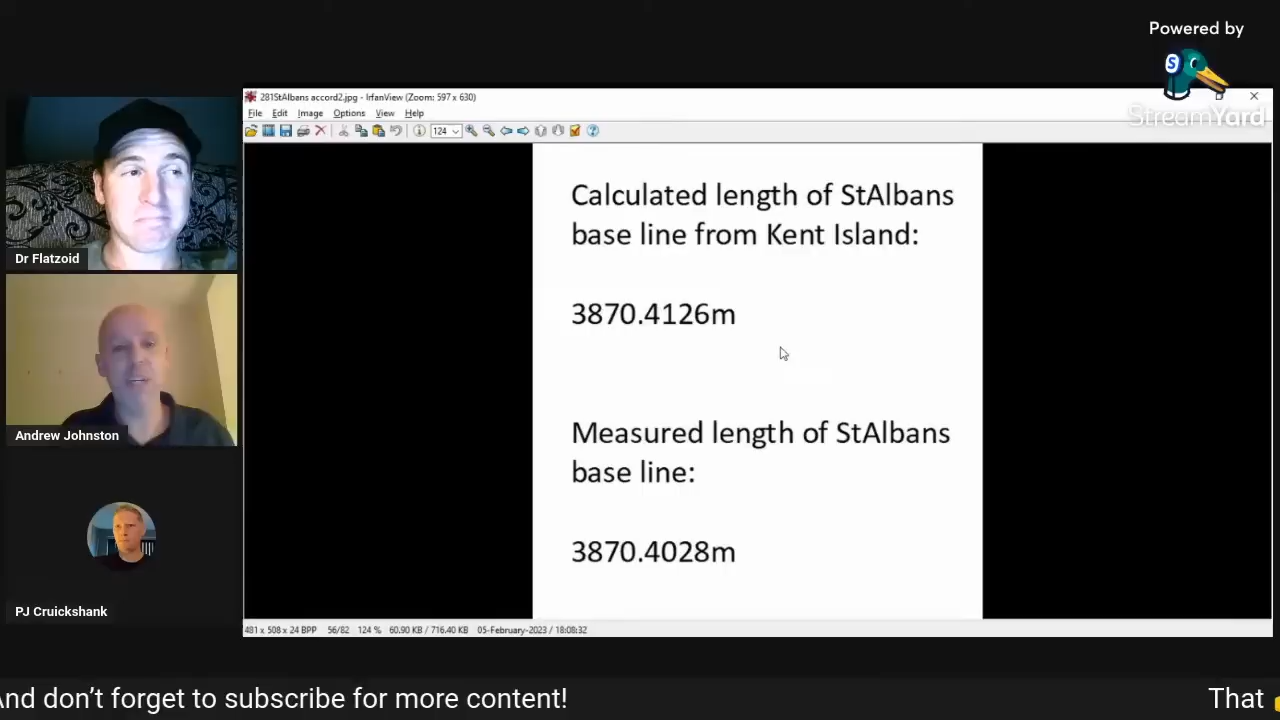 Powered by
S
StreamYard
281StAlbans accord2.jpg - IrfanView (Zoom: 597 x 630)
File Edit Image Options View Help
124
Calculated length of StAlbans
base line from Kent Island:
3870.4126m
Measured length of StAlbans
base line:
3870.4028m
481 x 508 x 24 BPP 56/82 124 % 60.90 KB / 716.40 KB 05-February-2023 / 18:08:32
Dr Flatzoid
Andrew Johnston
PJ Cruickshank
And don’t forget to subscribe for more content! That